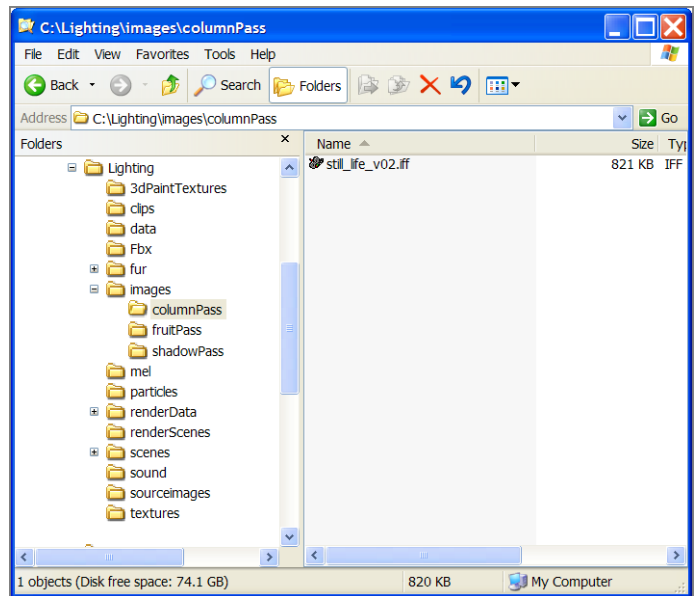 C:\Lighting\images\columnPass
File Edit View Favorites Tools Help
Back Search Folders
Address C:\Lighting\images\columnPass Go
Folders × Name Size Typ
Lighting
3dPaintTextures
clips
data
Fbx
fur
images
columnPass
fruitPass
shadowPass
mel
particles
renderData
renderScenes
scenes
sound
sourceimages
textures
still_life_v02.iff 821 KB IFF
1 objects (Disk free space: 74.1 GB) 820 KB My Computer